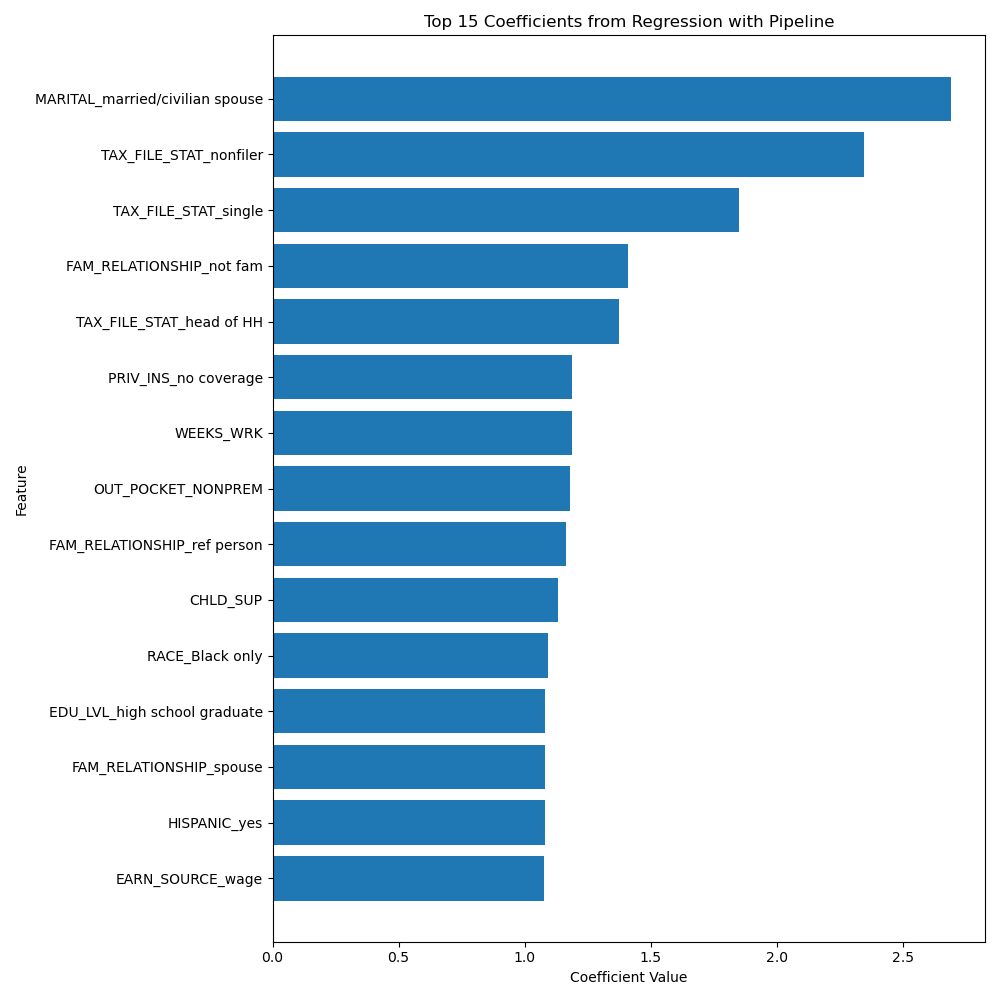 Top 15 Coefficients from Regression with Pipeline
MARITAL_married/civilian spouse
TAX_FILE_STAT_nonfiler
TAX_FILE_STAT_single
FAM_RELATIONSHIP_not fam
TAX_FILE_STAT_head of HH
PRIV_INS_no coverage
WEEKS_WRK
OUT_POCKET_NONPREM
FAM_RELATIONSHIP_ref person
CHLD_SUP
RACE_Black only
EDU_LVL_high school graduate
FAM_RELATIONSHIP_spouse
HISPANIC_yes
EARN_SOURCE_wage
Feature
0.0 0.5 1.0 1.5 2.0 2.5
Coefficient Value